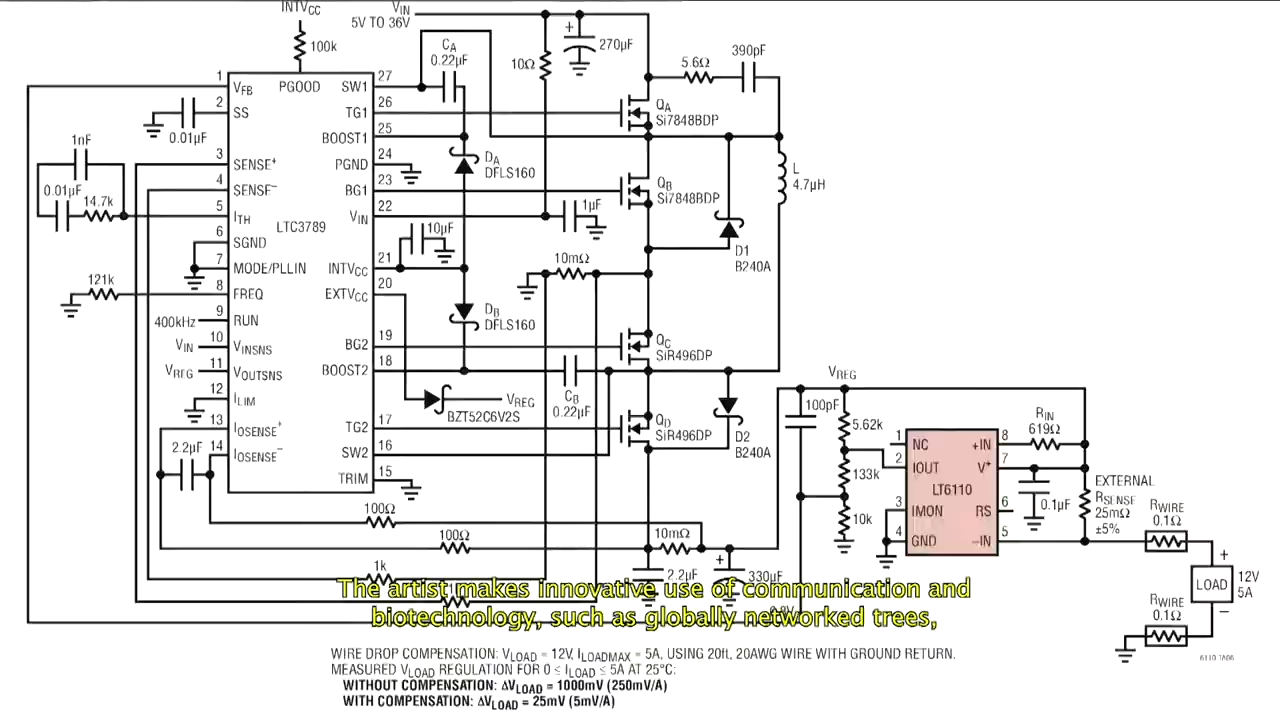 INTVCC
VIN
5V TO 36V
100k
10Ω
270µF
CA
0.22µF
5.6Ω
390pF
1 VFB
PGOOD
SW1 27
2 SS
TG1 26
0.01µF
BOOST1 25
QA
Si7848BDP
1nF
3 SENSE+
PGND 24
DA
DFLS160
4 SENSE−
BG1 23
QB
Si7848BDP
L
4.7µH
0.01µF
14.7k
5 ITH
LTC3789
VIN 22
1µF
6 SGND
10µF
7 MODE/PLLIN
INTVCC 21
10mΩ
D1
B240A
121k
8 FREQ
EXTVCC 20
400kHz
9 RUN
DB
DFLS160
VIN
10 VINSNS
BG2 19
QC
SiR496DP
VREG
11 VOUTSNS
BOOST2 18
12 ILIM
BZT52C6V2S
VREG
CB
0.22µF
13 IOSENSE+
TG2 17
QD
SiR496DP
D2
B240A
14 IOSENSE−
2.2µF
SW2 16
TRIM 15
VREG
100pF
5.62k
133k
10k
1 NC
2 IOUT
3 IMON
4 GND
LT6110
+IN 8
V+ 7
RS 6
−IN 5
RIN
619Ω
0.1µF
EXTERNAL
RSENSE
25mΩ
±5%
RWIRE
0.1Ω
+
LOAD
−
12V
5A
RWIRE
0.1Ω
100Ω
100Ω
10mΩ
1k
2.2µF
330µF
The artist makes innovative use of communication and
biotechnology, such as globally networked trees,
6110 TA06
WIRE DROP COMPENSATION: VLOAD = 12V, ILOADMAX = 5A, USING 20ft, 20AWG WIRE WITH GROUND RETURN.
MEASURED VLOAD REGULATION FOR 0 ≤ ILOAD ≤ 5A AT 25°C:
WITHOUT COMPENSATION: ΔVLOAD = 1000mV (250mV/A)
WITH COMPENSATION: ΔVLOAD = 25mV (5mV/A)